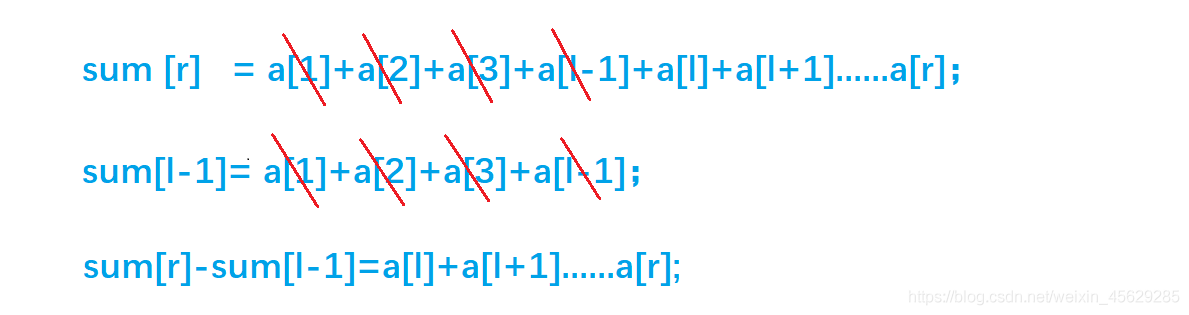 sum [r] = a[1]+a[2]+a[3]+a[l-1]+a[l]+a[l+1]......a[r];
sum[l-1]= a[1]+a[2]+a[3]+a[l-1];
sum[r]-sum[l-1]=a[l]+a[l+1]......a[r];
https://blog.csdn.net/weixin_45629285